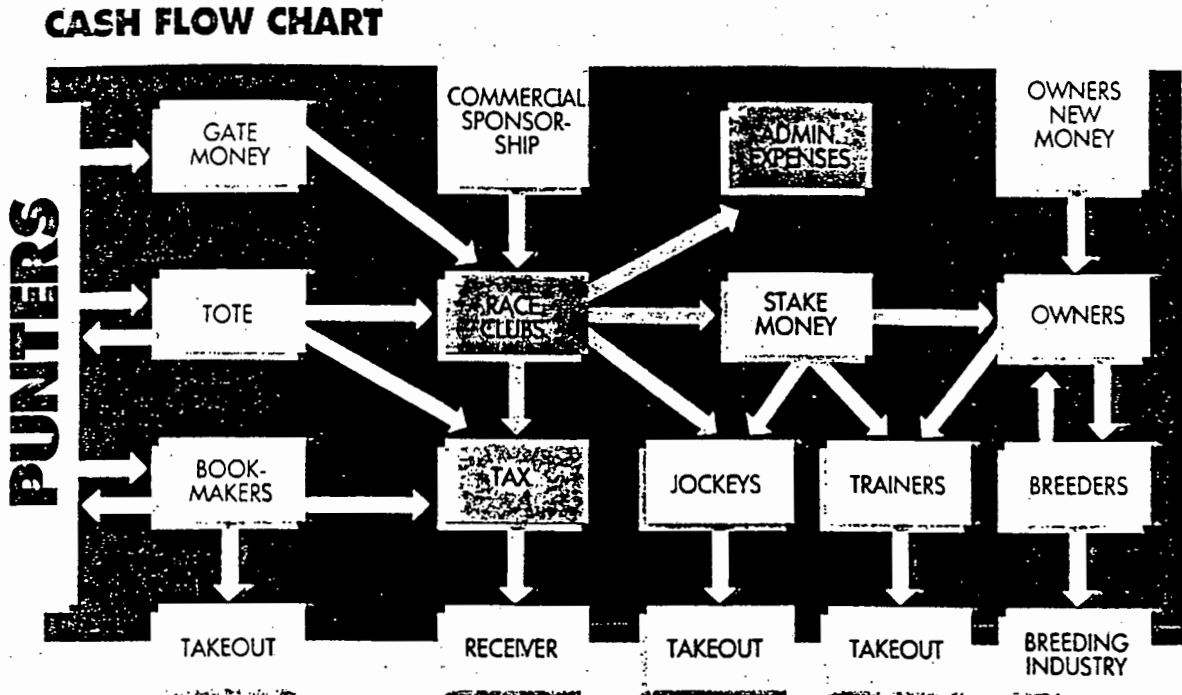 CASH FLOW CHART
PUNTERS
GATE
MONEY
COMMERCIAL
SPONSOR-
SHIP
ADMIN.
EXPENSES
OWNERS
NEW
MONEY
TOTE
RACE
CLUBS
STAKE
MONEY
OWNERS
BOOK-
MAKERS
TAX
JOCKEYS
TRAINERS
BREEDERS
TAKEOUT
RECEIVER
TAKEOUT
TAKEOUT
BREEDING
INDUSTRY